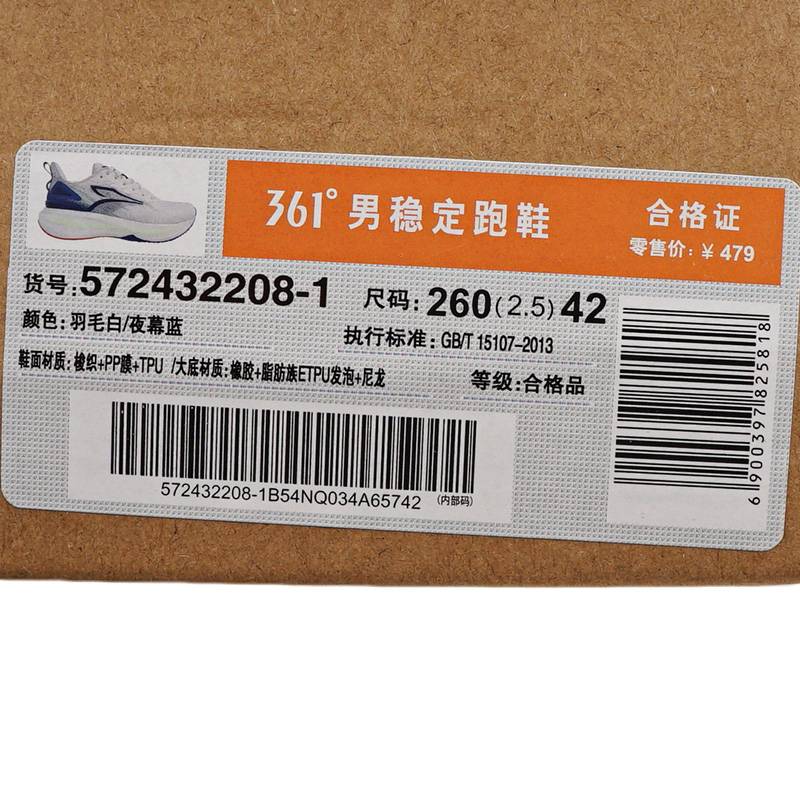 361° 男稳定跑鞋
合格证
零售价：￥479
货号:572432208-1
尺码: 260(2.5)42
颜色: 羽毛白/夜幕蓝
执行标准: GB/T 15107-2013
鞋面材质: 梭织+PP膜+TPU /大底材质: 橡胶+脂肪族ETPU发泡+尼龙
等级:合格品
572432208-1B54NQ034A65742 (内部码)
6 900397 825818